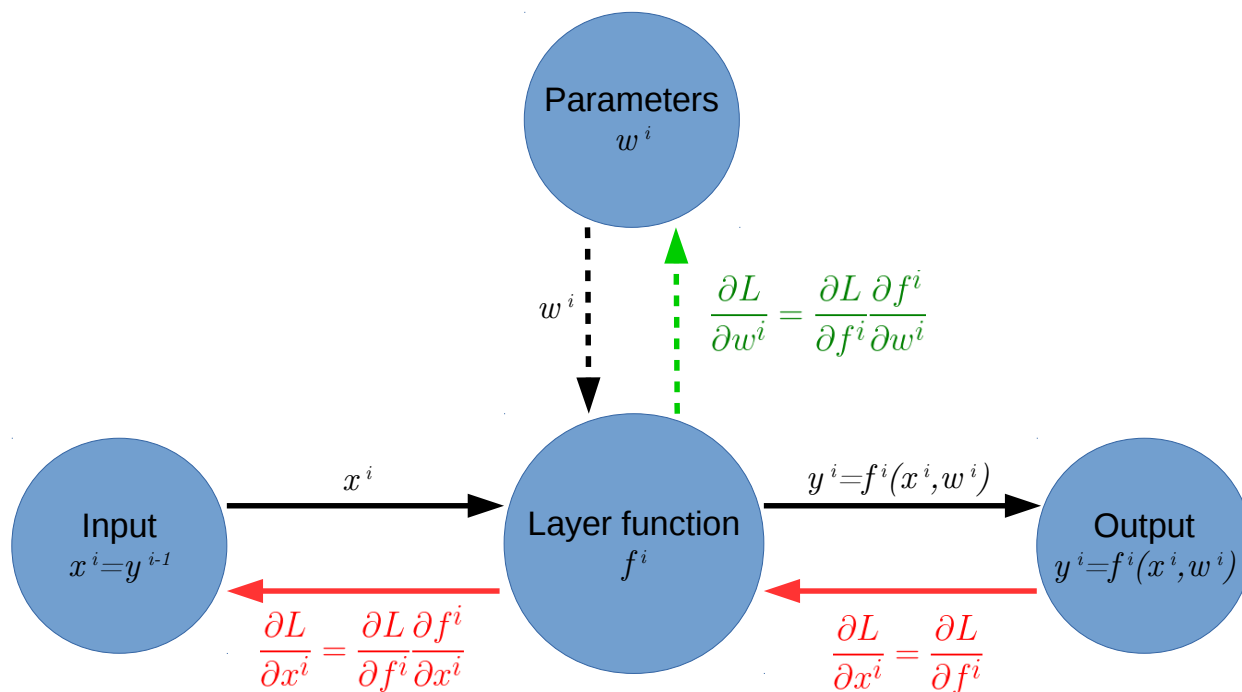 Parameters
w^i
w^i
∂L/∂w^i = ∂L/∂f^i ∂f^i/∂w^i
x^i
y^i=f^i(x^i,w^i)
Input
x^i=y^{i-1}
Layer function
f^i
Output
y^i=f^i(x^i,w^i)
∂L/∂x^i = ∂L/∂f^i ∂f^i/∂x^i
∂L/∂x^i = ∂L/∂f^i